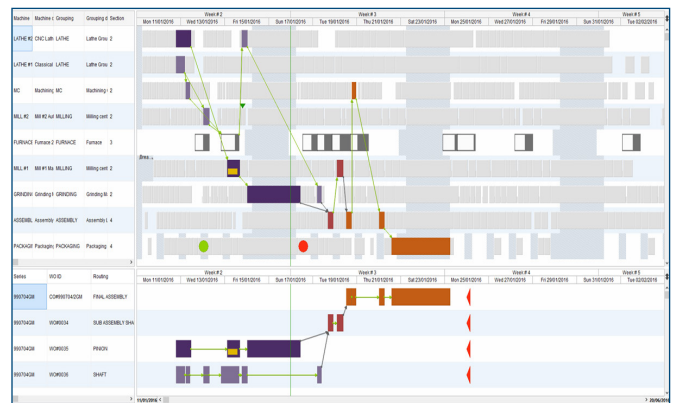 Machine Machine c Grouping Grouping d Section
Week #2 Week #3 Week #4 Week #5
Mon 11/01/2016 Wed 13/01/2016 Fri 15/01/2016 Sun 17/01/2016 Tue 19/01/2016 Thu 21/01/2016 Sat 23/01/2016 Mon 25/01/2016 Wed 27/01/2016 Fri 29/01/2016 Sun 31/01/2016 Tue 02/02/2016
LATHE #2 CNC Lath LATHE Lathe Grou 2
LATHE #1 Classical LATHE Lathe Grou 2
MC Machining MC Machining 2
MILL #2 Mill #2 Aut MILLING Milling cent 2
FURNACE Furnace 2 FURNACE Furnace 3
Brea...
MILL #1 Mill #1 Ma MILLING Milling cent 2
GRINDIN Grinding GRINDING Grinding M 2
ASSEMBL Assembly ASSEMBLY Assembly L 4
PACKAGI Packaging PACKAGING Packaging 4
Series WO ID Routing
Week #2 Week #3 Week #4 Week #5
Mon 11/01/2016 Wed 13/01/2016 Fri 15/01/2016 Sun 17/01/2016 Tue 19/01/2016 Thu 21/01/2016 Sat 23/01/2016 Mon 25/01/2016 Wed 27/01/2016 Fri 29/01/2016 Sun 31/01/2016 Tue 02/02/2016
990704GM CO#990704/2GM FINAL ASSEMBLY
990704GM WO#0034 SUB ASSEMBLY SHA
990704GM WO#0035 PINION
990704GM WO#0036 SHAFT
11/01/2016 20/06/2016